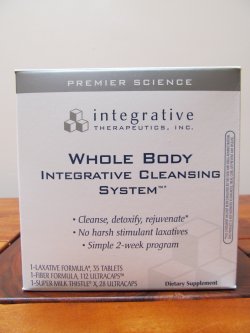 PREMIER SCIENCE
integrative
THERAPEUTICS, INC.
WHOLE BODY
INTEGRATIVE CLEANSING
SYSTEM™*
• Cleanse, detoxify, rejuvenate*
• No harsh stimulant laxatives
• Simple 2-week program
1-LAXATIVE FORMULA*, 35 TABLETS
1-FIBER FORMULA, 112 ULTRACAPS™
1-SUPER MILK THISTLE® X, 28 ULTRACAPS
Dietary Supplement